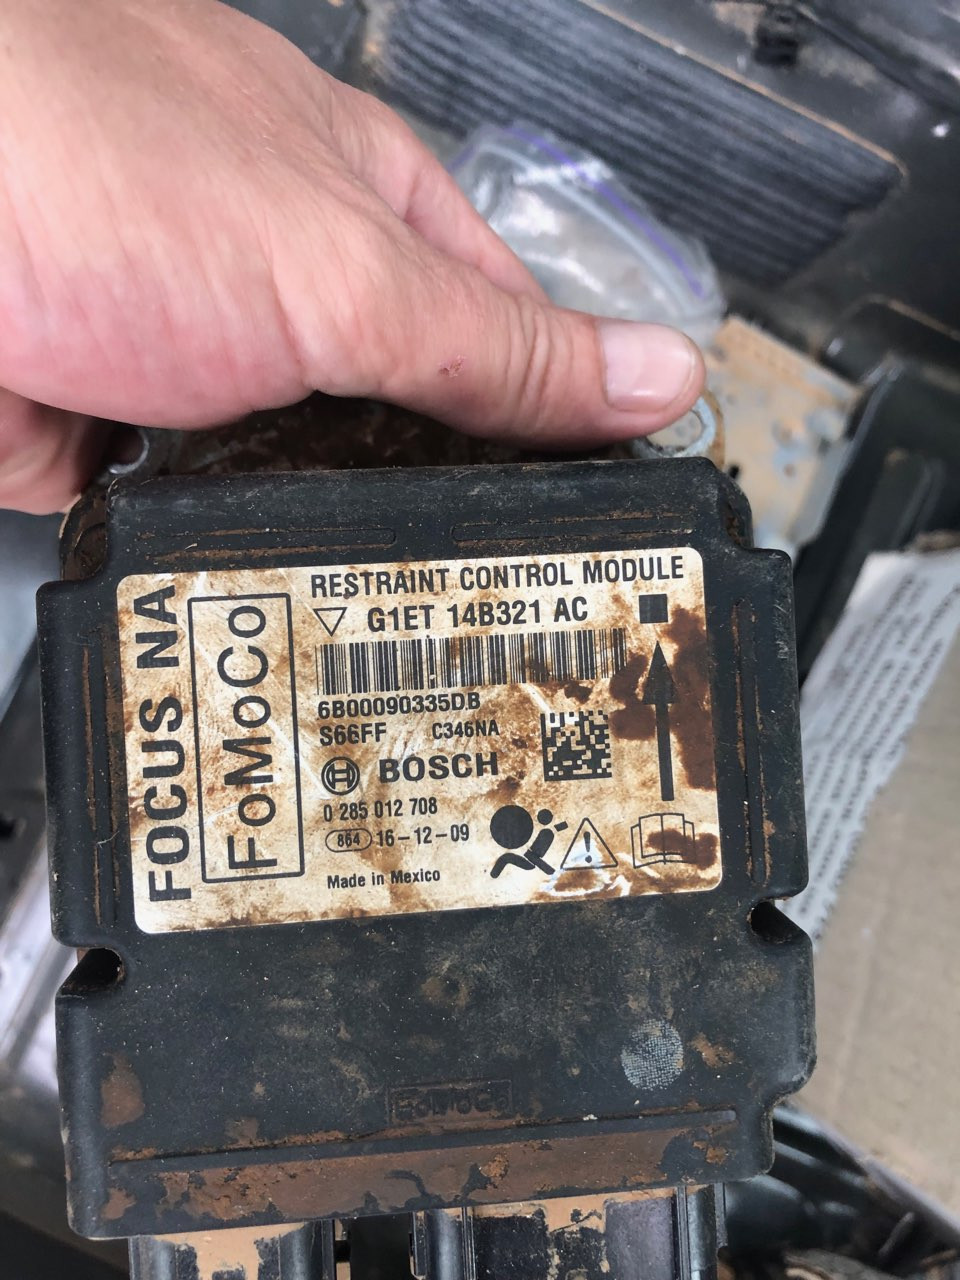 FOCUS NA
FoMoCo
RESTRAINT CONTROL MODULE
G1ET 14B321 AC
6B00090335DB
S66FF C346NA
BOSCH
0 285 012 708
864 16-12-09
Made in Mexico
FoMoCo